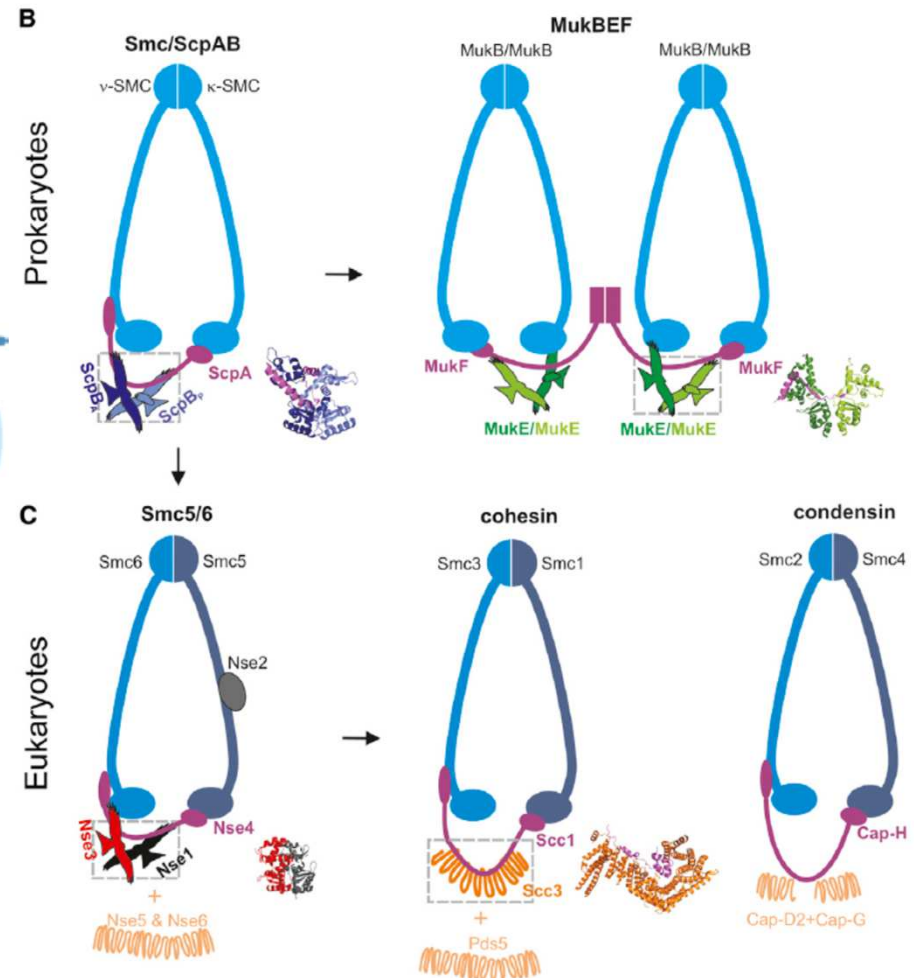 B
Prokaryotes
Smc/ScpAB
ν-SMC κ-SMC
ScpA
ScpB_A
ScpB_P
MukBEF
MukB/MukB
MukB/MukB
MukF
MukF
MukE/MukE
MukE/MukE
C
Eukaryotes
Smc5/6
Smc6 Smc5
Nse2
Nse4
Nse3
Nse1
+
Nse5 & Nse6
cohesin
Smc3 Smc1
Scc1
Scc3
+
Pds5
condensin
Smc2 Smc4
Cap-H
Cap-D2+Cap-G